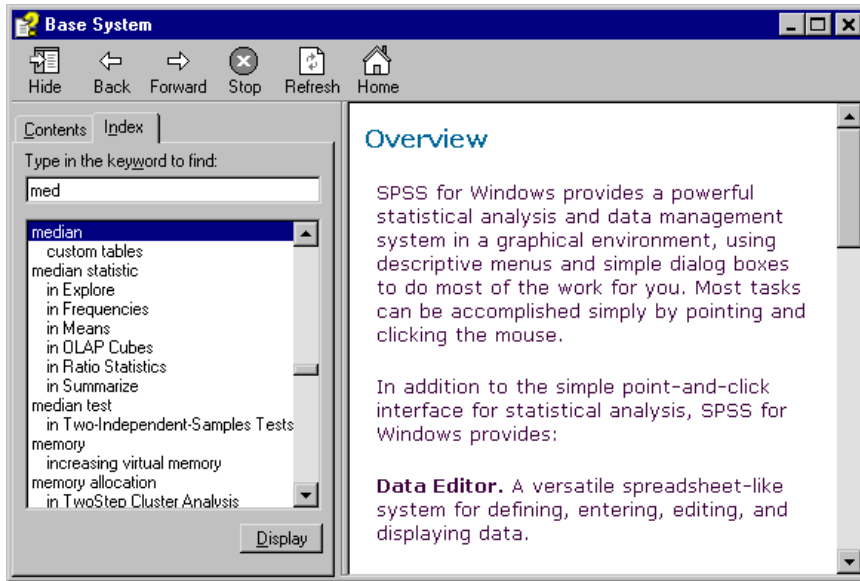 Base System
Hide Back Forward Stop Refresh Home
Contents Index
Type in the keyword to find:
med
median
custom tables
median statistic
in Explore
in Frequencies
in Means
in OLAP Cubes
in Ratio Statistics
in Summarize
median test
in Two-Independent-Samples Tests
memory
increasing virtual memory
memory allocation
in TwoStep Cluster Analysis
Display
Overview
SPSS for Windows provides a powerful
statistical analysis and data management
system in a graphical environment, using
descriptive menus and simple dialog boxes
to do most of the work for you. Most tasks
can be accomplished simply by pointing and
clicking the mouse.
In addition to the simple point-and-click
interface for statistical analysis, SPSS for
Windows provides:
Data Editor. A versatile spreadsheet-like
system for defining, entering, editing, and
displaying data.